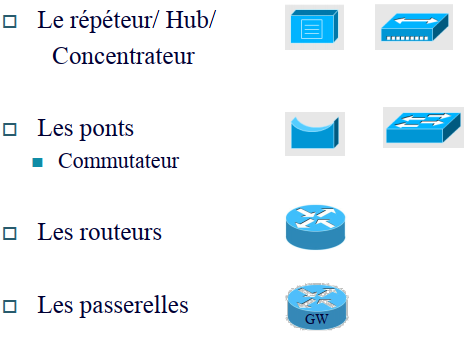 Le répéteur/ Hub/
Concentrateur
Les ponts
Commutateur
Les routeurs
Les passerelles
GW